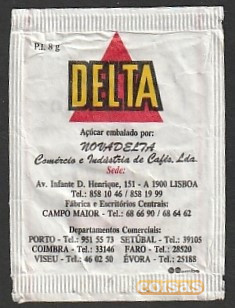 P.L. 8 g
DELTA
Açúcar embalado por:
NOVADELTA
Comércio e Indústria de Cafés, Lda.
Sede:
Av. Infante D. Henrique, 151 - A 1900 LISBOA
Tels.: 858 10 46 / 858 19 99
Fábrica e Escritórios Centrais:
CAMPO MAIOR - Tel.: 68 66 90 / 68 64 62
Departamentos Comerciais:
PORTO - Tel.: 951 55 73 SETÚBAL - Tel.: 39105
COIMBRA - Tel.: 33146 FARO - Tel.: 28520
VISEU - Tel.: 46 02 50 ÉVORA - Tel.: 25188
COISAS